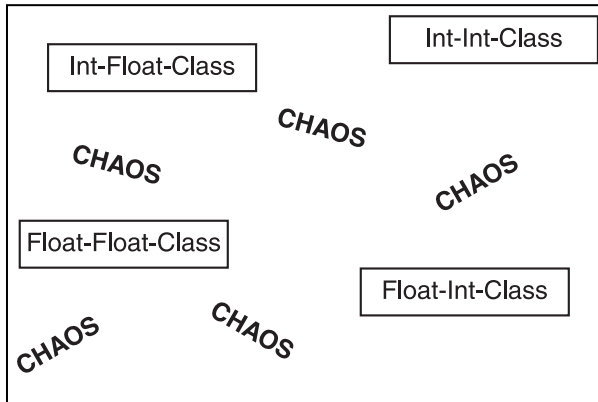 Int-Int-Class
Int-Float-Class
CHAOS
CHAOS
CHAOS
Float-Float-Class
Float-Int-Class
CHAOS
CHAOS